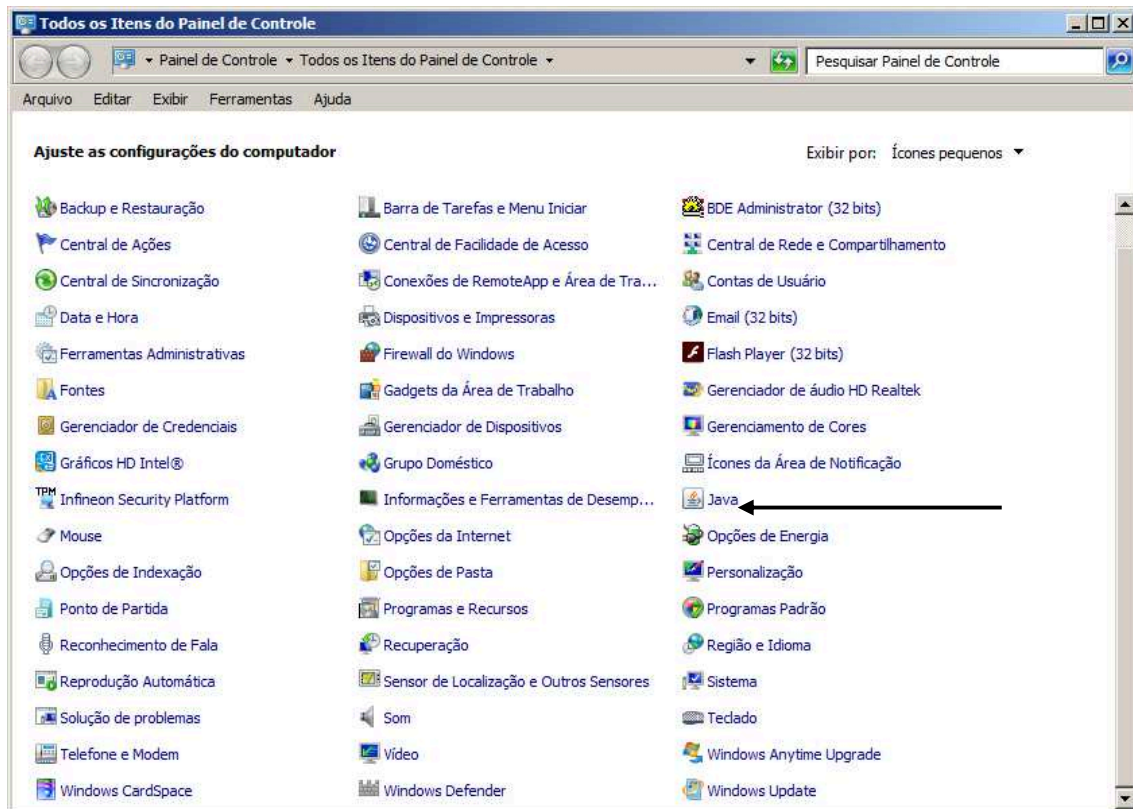 Todos os Itens do Painel de Controle
Painel de Controle Todos os Itens do Painel de Controle Pesquisar Painel de Controle
Arquivo Editar Exibir Ferramentas Ajuda
Ajuste as configurações do computador Exibir por: Ícones pequenos
Backup e Restauração Barra de Tarefas e Menu Iniciar BDE Administrator (32 bits)
Central de Ações Central de Facilidade de Acesso Central de Rede e Compartilhamento
Central de Sincronização Conexões de RemoteApp e Área de Tra... Contas de Usuário
Data e Hora Dispositivos e Impressoras Email (32 bits)
Ferramentas Administrativas Firewall do Windows Flash Player (32 bits)
Fontes Gadgets da Área de Trabalho Gerenciador de áudio HD Realtek
Gerenciador de Credenciais Gerenciador de Dispositivos Gerenciamento de Cores
Gráficos HD Intel® Grupo Doméstico Ícones da Área de Notificação
TPM Infineon Security Platform Informações e Ferramentas de Desemp... Java
Mouse Opções da Internet Opções de Energia
Opções de Indexação Opções de Pasta Personalização
Ponto de Partida Programas e Recursos Programas Padrão
Reconhecimento de Fala Recuperação Região e Idioma
Reprodução Automática Sensor de Localização e Outros Sensores Sistema
Solução de problemas Som Teclado
Telefone e Modem Vídeo Windows Anytime Upgrade
Windows CardSpace Windows Defender Windows Update